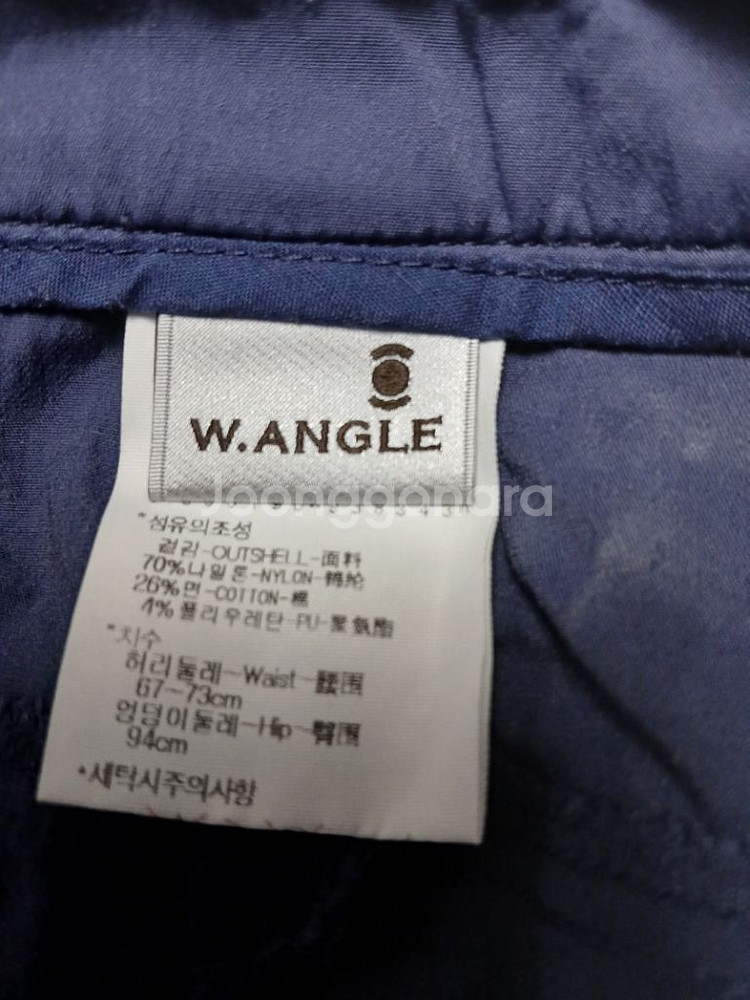 W.ANGLE
Joonggonara
*섬유의조성
겉감-OUTSHELL-面料
70%나일론-NYLON-锦纶
26%면-COTTON-棉
4%폴리우레탄-PU-聚氨脂
*치수
허리둘레-Waist-腰围
67~73cm
엉덩이둘레-Hip-臀围
94cm
*세탁시주의사항